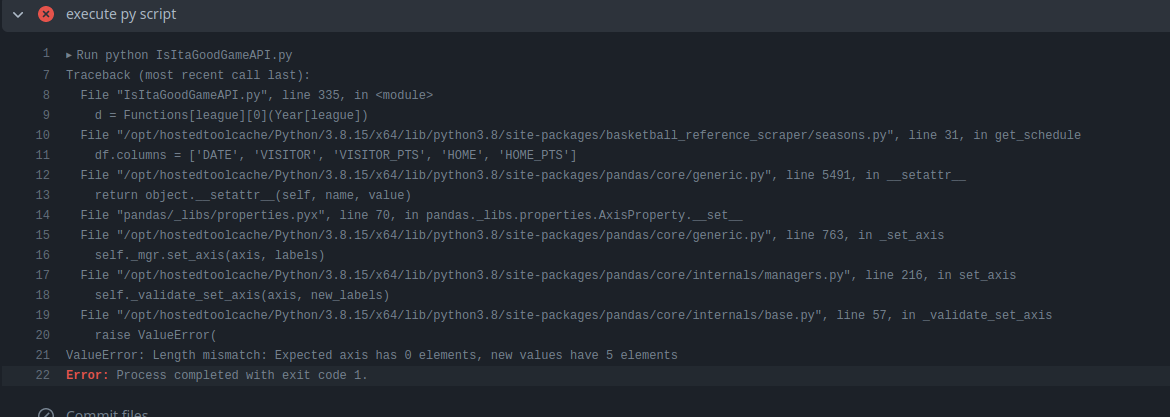 execute py script
1 ▸ Run python IsItaGoodGameAPI.py
7 Traceback (most recent call last):
8 File "IsItaGoodGameAPI.py", line 335, in <module>
9 d = Functions[league][0](Year[league])
10 File "/opt/hostedtoolcache/Python/3.8.15/x64/lib/python3.8/site-packages/basketball_reference_scraper/seasons.py", line 31, in get_schedule
11 df.columns = ['DATE', 'VISITOR', 'VISITOR_PTS', 'HOME', 'HOME_PTS']
12 File "/opt/hostedtoolcache/Python/3.8.15/x64/lib/python3.8/site-packages/pandas/core/generic.py", line 5491, in __setattr__
13 return object.__setattr__(self, name, value)
14 File "pandas/_libs/properties.pyx", line 70, in pandas._libs.properties.AxisProperty.__set__
15 File "/opt/hostedtoolcache/Python/3.8.15/x64/lib/python3.8/site-packages/pandas/core/generic.py", line 763, in _set_axis
16 self._mgr.set_axis(axis, labels)
17 File "/opt/hostedtoolcache/Python/3.8.15/x64/lib/python3.8/site-packages/pandas/core/internals/managers.py", line 216, in set_axis
18 self._validate_set_axis(axis, new_labels)
19 File "/opt/hostedtoolcache/Python/3.8.15/x64/lib/python3.8/site-packages/pandas/core/internals/base.py", line 57, in _validate_set_axis
20 raise ValueError(
21 ValueError: Length mismatch: Expected axis has 0 elements, new values have 5 elements
22 Error: Process completed with exit code 1.
Commit files